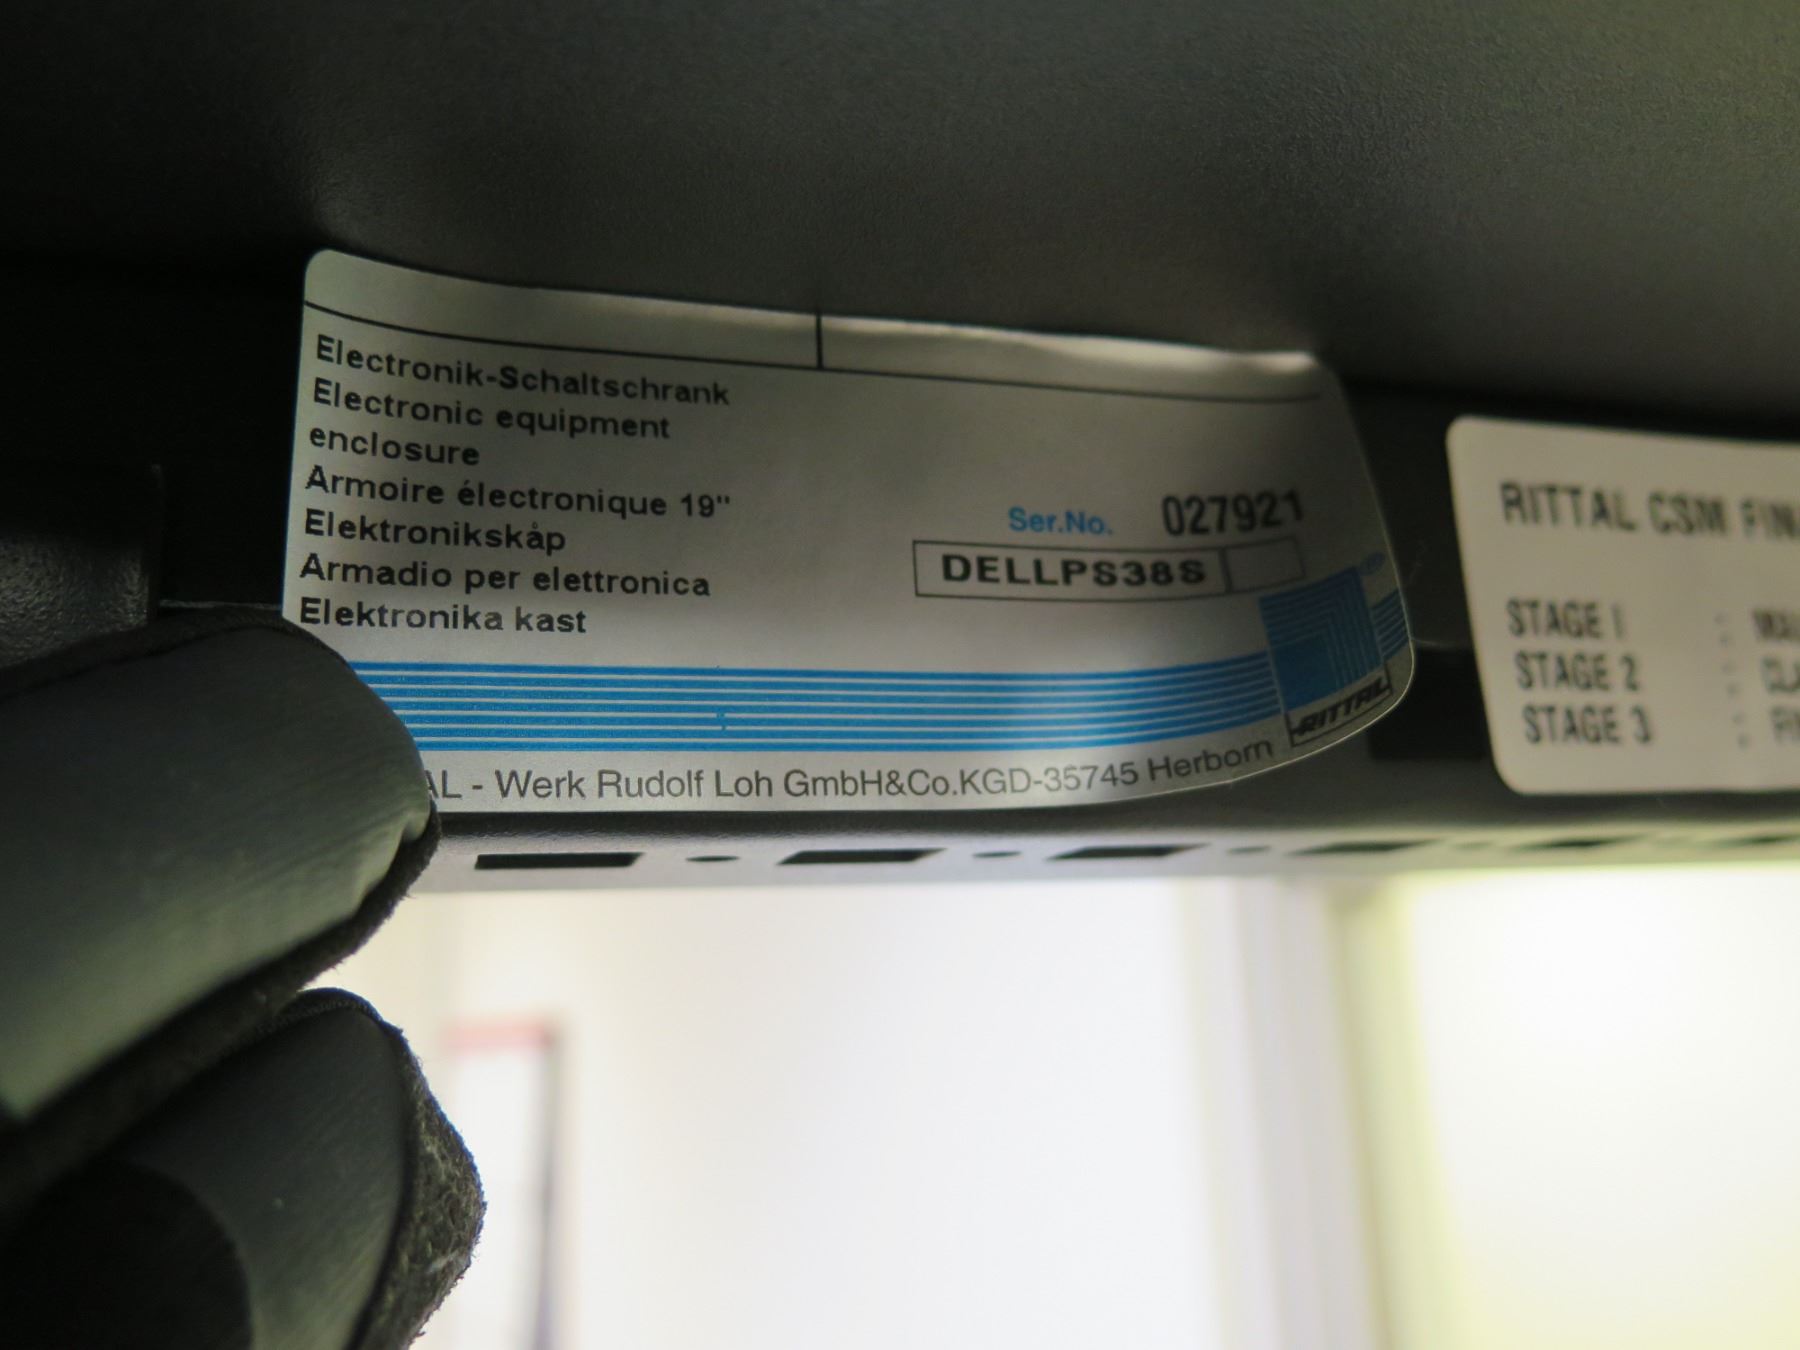 Electronik-Schaltschrank
Electronic equipment
enclosure
Armoire électronique 19"
Elektronikskåp
Armadio per elettronica
Elektronika kast
Ser.No. 027921
DELLPS38S
RITTAL
AL - Werk Rudolf Loh GmbH&Co.KGD-35745 Herborn
RITTAL CSM
STAGE 1 :
STAGE 2 :
STAGE 3 :